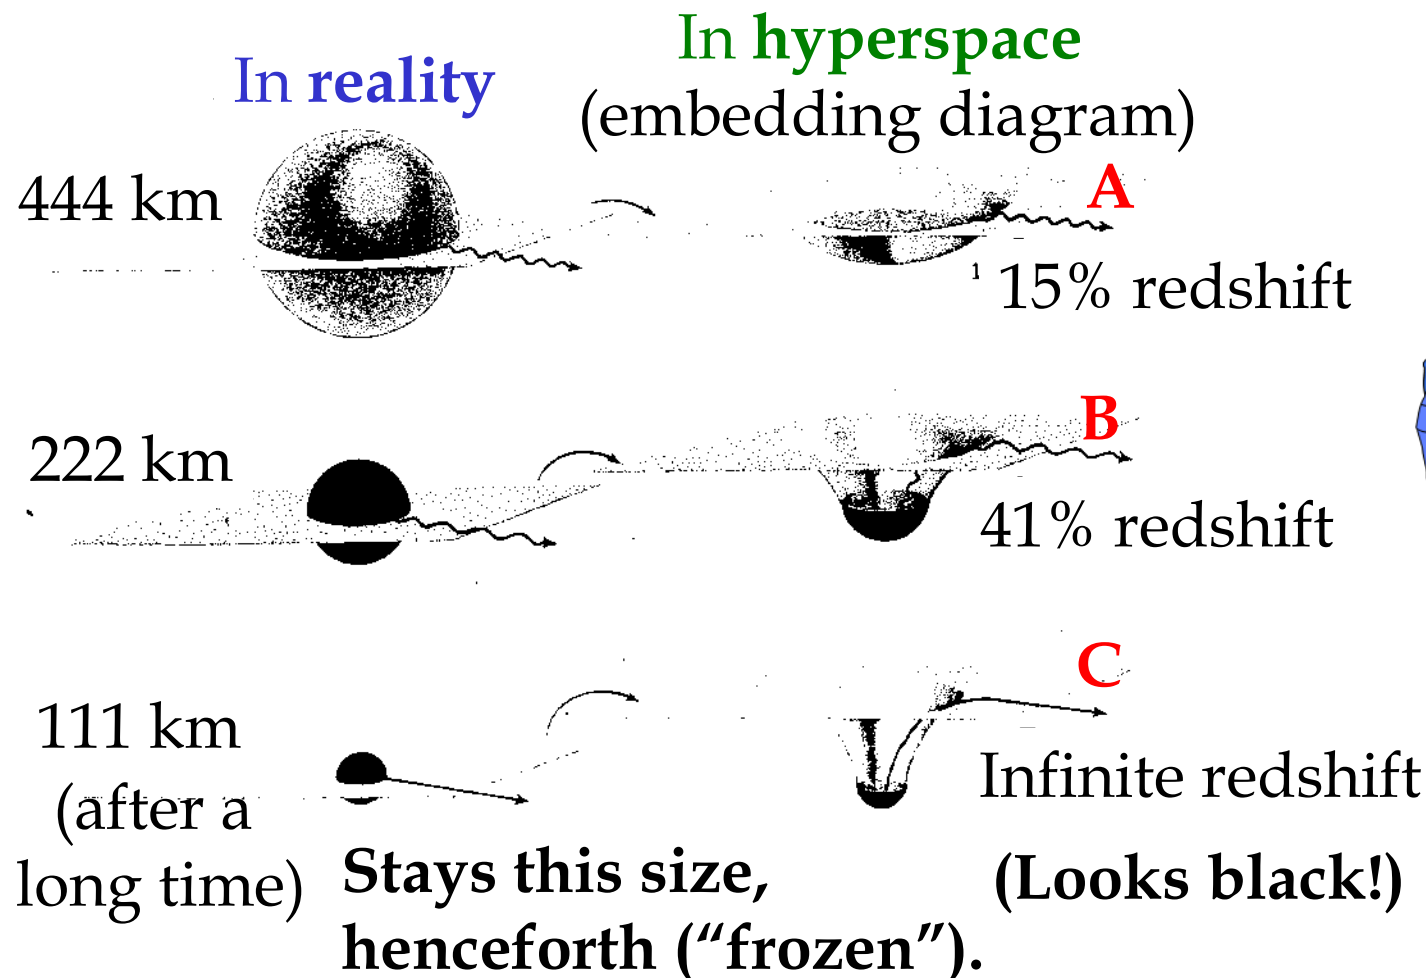 In reality
In hyperspace
(embedding diagram)
444 km
A
1
15% redshift
222 km
B
41% redshift
111 km
(after a
long time)
C
Infinite redshift
(Looks black!)
Stays this size,
henceforth (“frozen”).